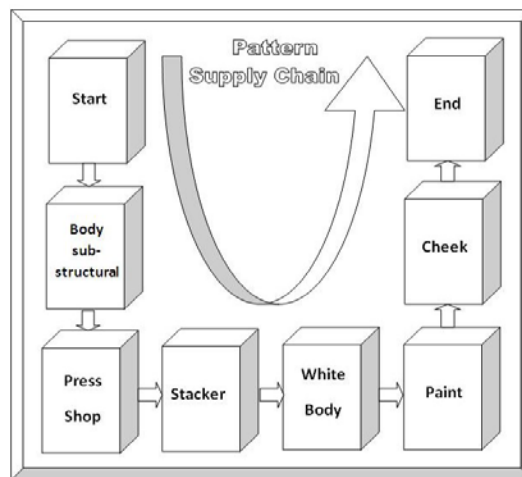 Pattern
Supply Chain
Start
Body
sub-
structural
Press
Shop
Stacker
White
Body
Paint
Cheek
End